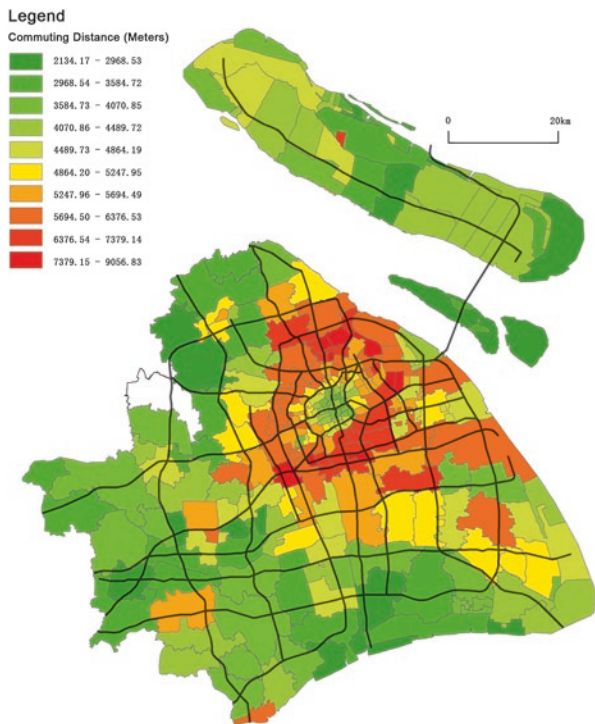 Legend
Commuting Distance (Meters)
2134.17 - 2968.53
2968.54 - 3584.72
3584.73 - 4070.85
4070.86 - 4489.72
4489.73 - 4864.19
4864.20 - 5247.95
5247.96 - 5694.49
5694.50 - 6376.53
6376.54 - 7379.14
7379.15 - 9056.83
0 20km